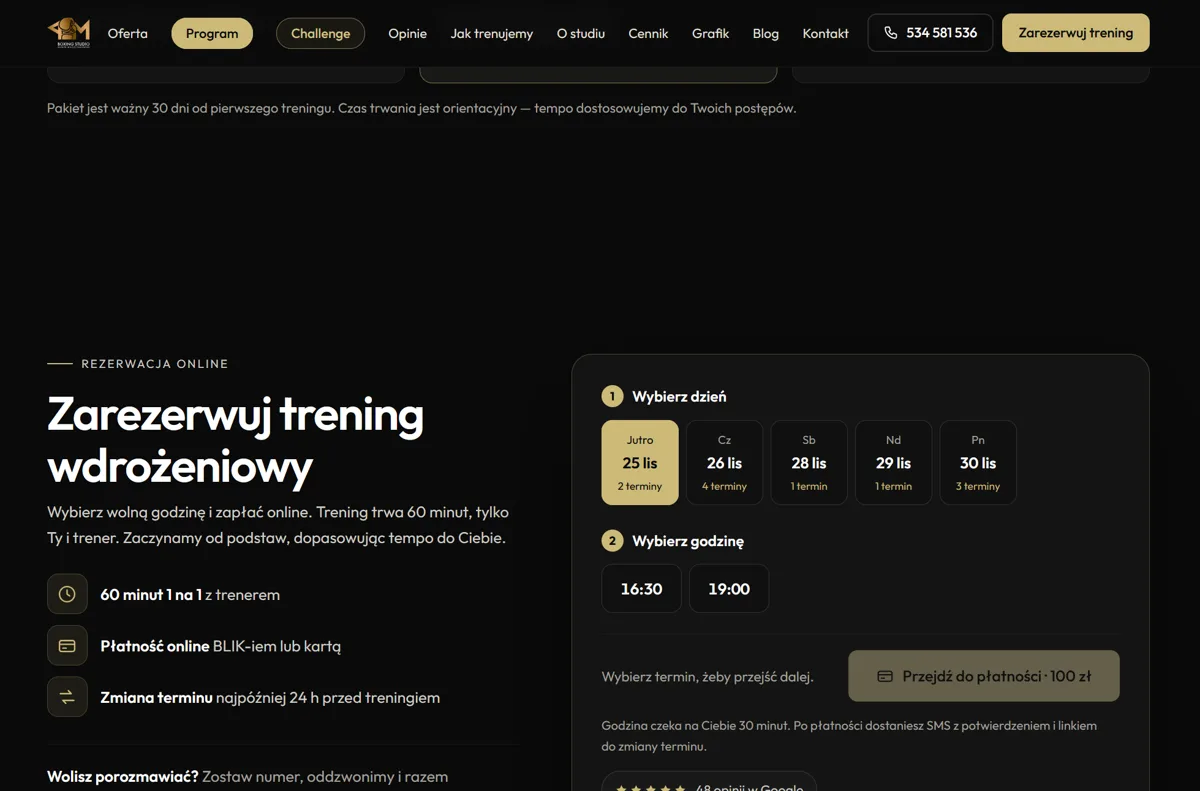 BOXING STUDIO
Oferta
Program
Challenge
Opinie
Jak trenujemy
O studiu
Cennik
Grafik
Blog
Kontakt
534 581 536
Zarezerwuj trening
Pakiet jest ważny 30 dni od pierwszego treningu. Czas trwania jest orientacyjny — tempo dostosowujemy do Twoich postępów.
REZERWACJA ONLINE
Zarezerwuj trening
wdrożeniowy
Wybierz wolną godzinę i zapłać online. Trening trwa 60 minut, tylko
Ty i trener. Zaczynamy od podstaw, dopasowując tempo do Ciebie.
60 minut 1 na 1 z trenerem
Płatność online BLIK-iem lub kartą
Zmiana terminu najpóźniej 24 h przed treningiem
Wolisz porozmawiać? Zostaw numer, oddzwonimy i razem
1 Wybierz dzień
Jutro
25 lis
2 terminy
Cz
26 lis
4 terminy
Sb
28 lis
1 termin
Nd
29 lis
1 termin
Pn
30 lis
3 terminy
2 Wybierz godzinę
16:30
19:00
Wybierz termin, żeby przejść dalej.
Przejdź do płatności · 100 zł
Godzina czeka na Ciebie 30 minut. Po płatności dostaniesz SMS z potwierdzeniem i linkiem
do zmiany terminu.
48 opinii w Google